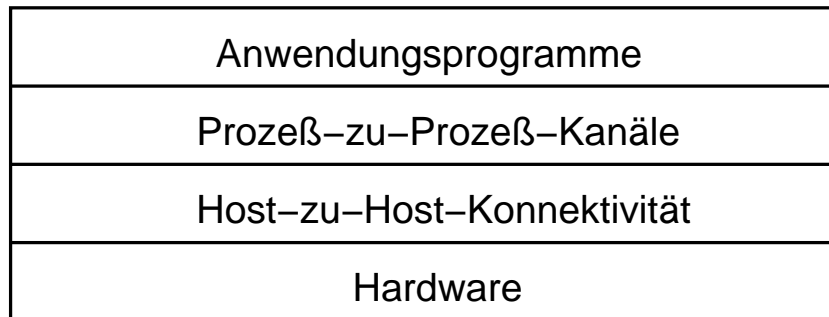 Anwendungsprogramme
Prozeß−zu−Prozeß−Kanäle
Host−zu−Host−Konnektivität
Hardware